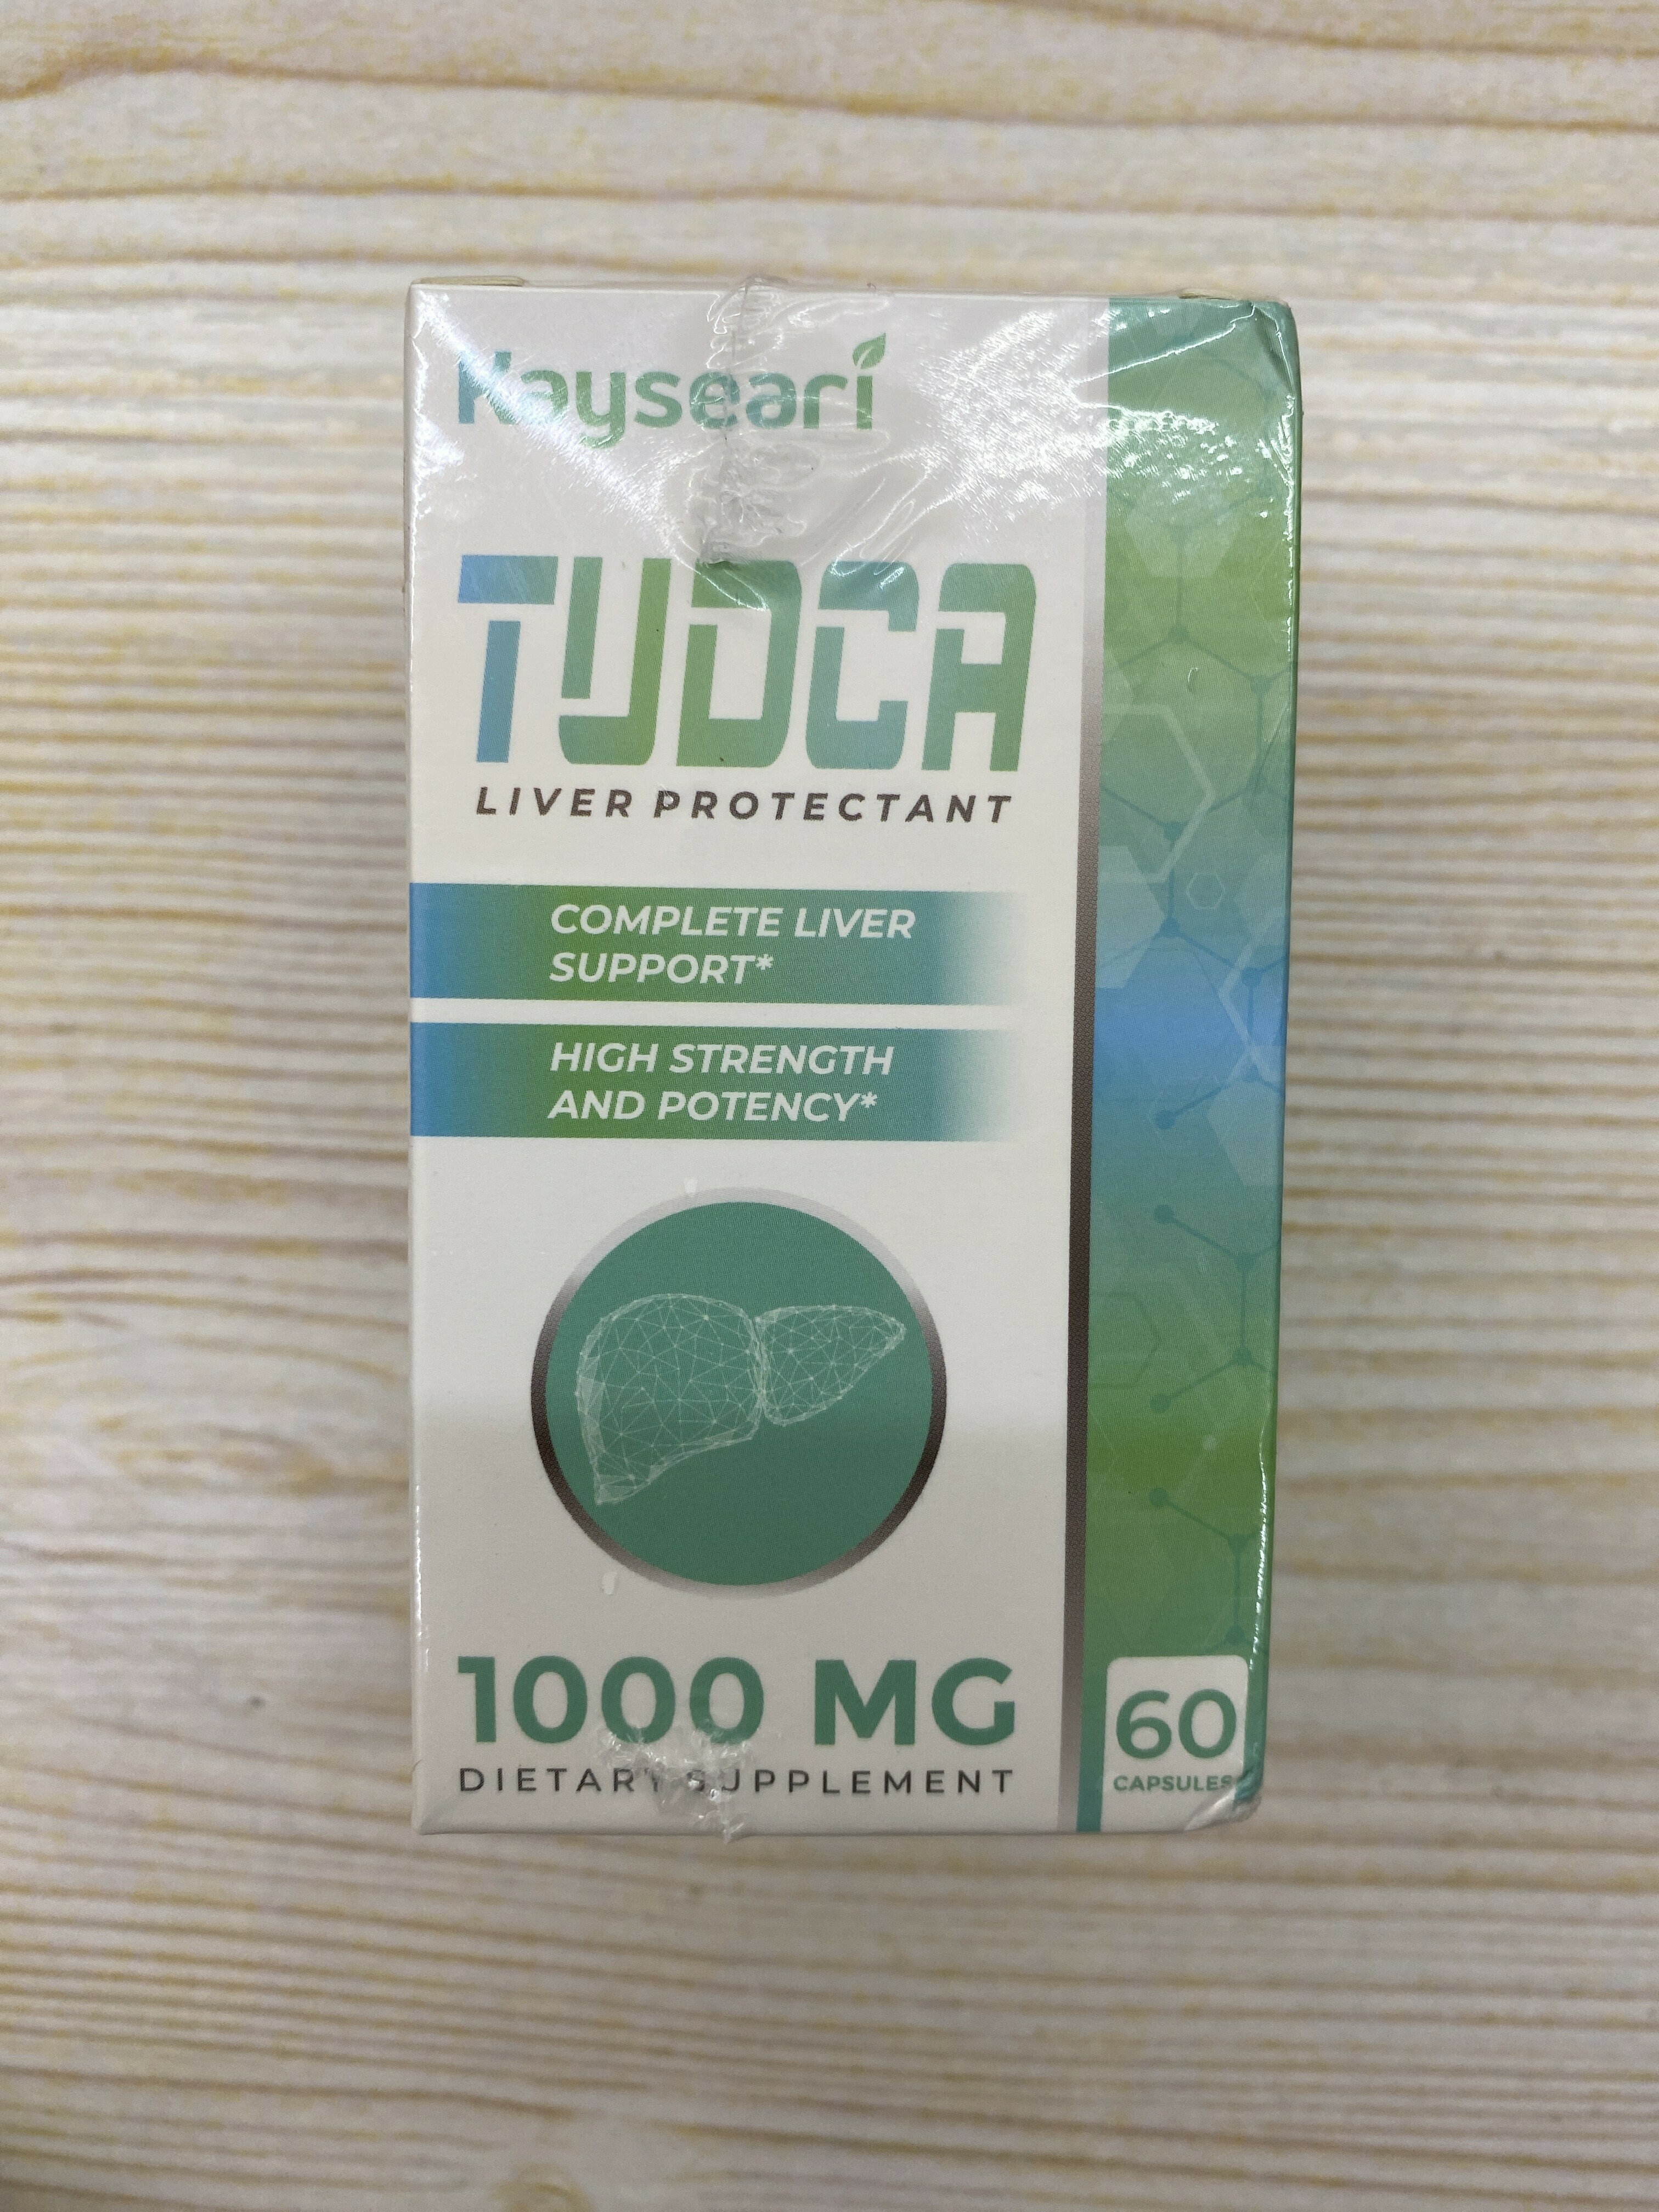 Kayseari
TUDCA
LIVER PROTECTANT
COMPLETE LIVER
SUPPORT*
HIGH STRENGTH
AND POTENCY*
1000 MG
DIETARY SUPPLEMENT
60
CAPSULES